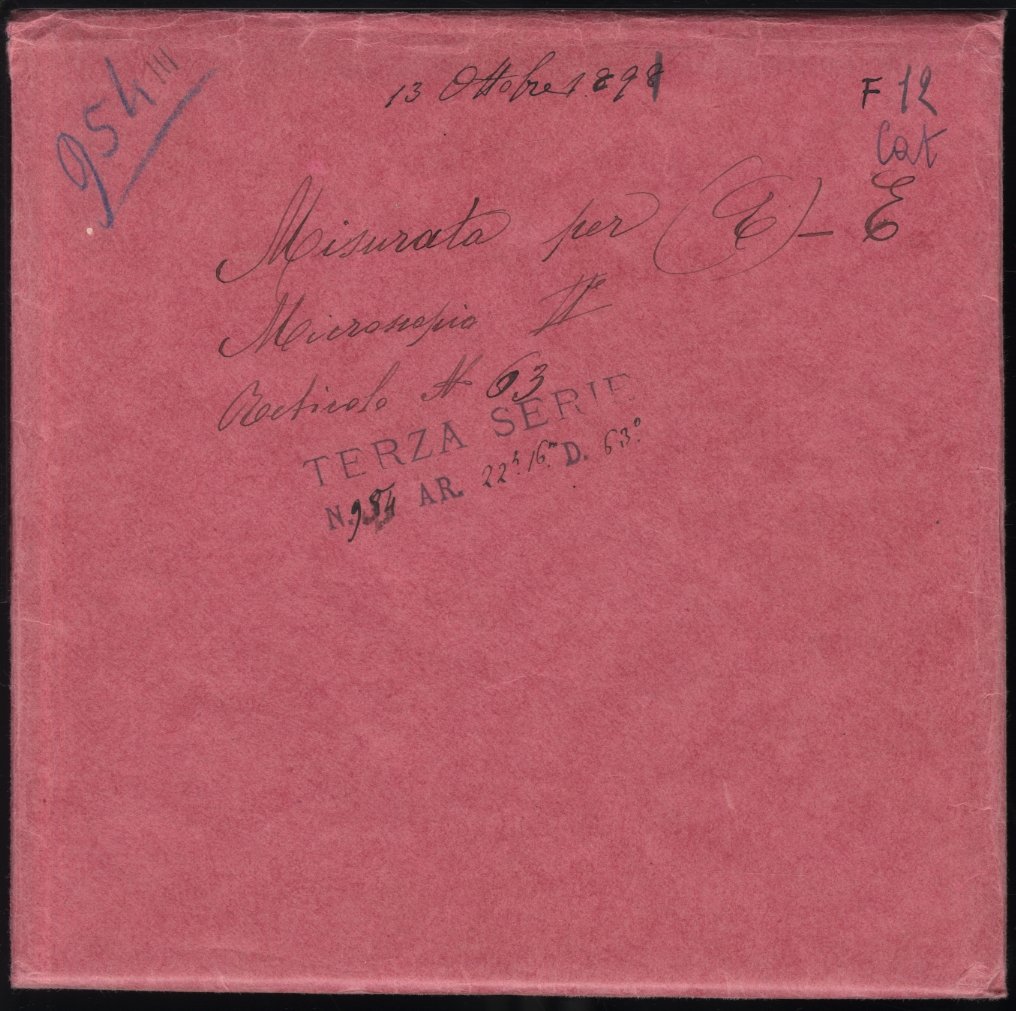 954 III
13 Ottobre 1898
F 12
Cat
Misurata per (E) - E
Microscopio II°
Reticolo N 63
TERZA SERIE
N. 954 AR. 22h. 16m. D. 63°